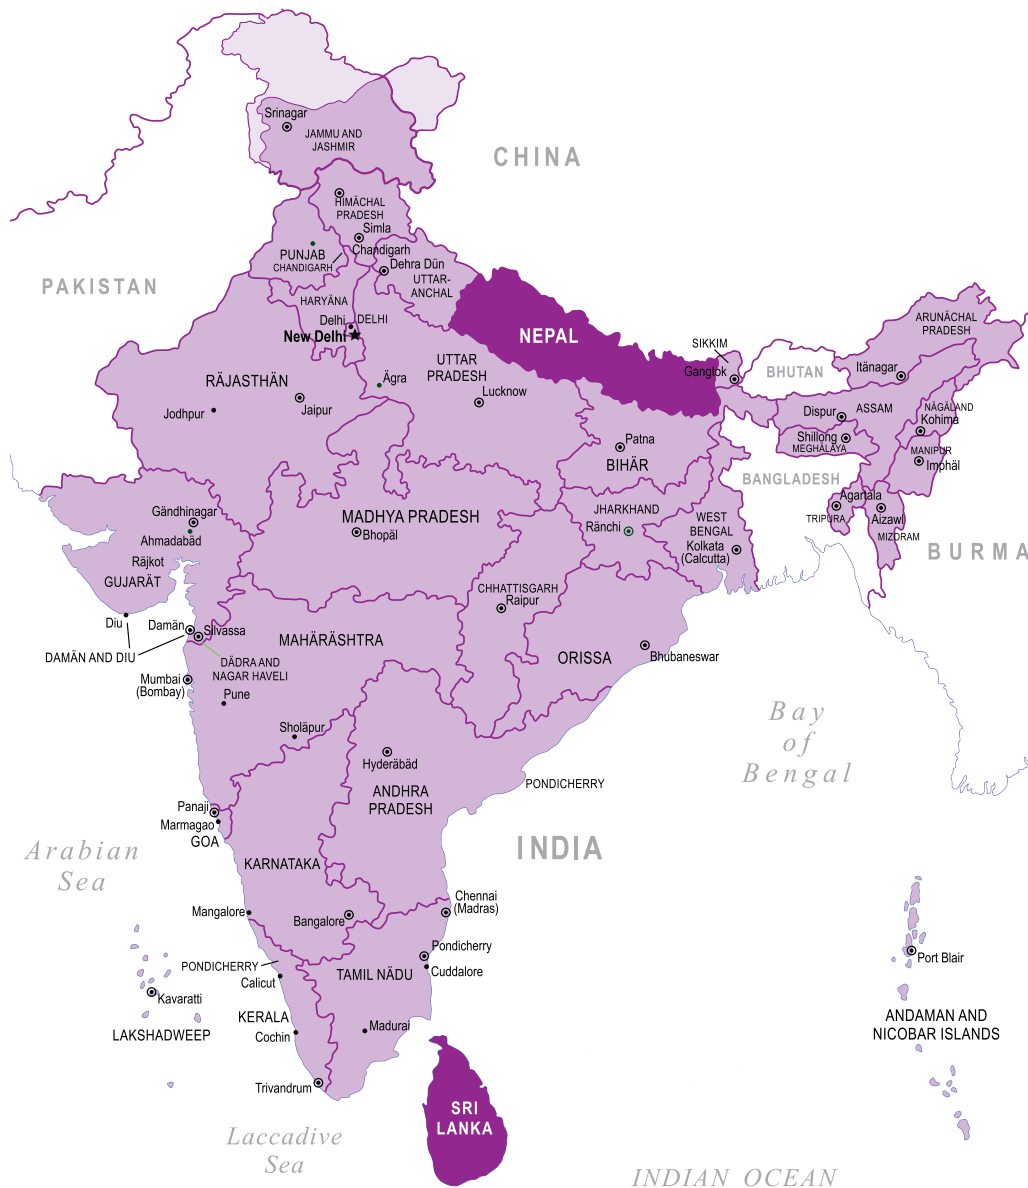 Srinagar
JAMMU AND
JASHMIR
CHINA
HIMĀCHAL
PRADESH
Simla
PUNJAB
CHANDIGARH
Chandigarh
Dehra Dūn
UTTAR-
ANCHAL
PAKISTAN
HARYĀNA
Delhi
DELHI
New Delhi
NEPAL
ARUNĀCHAL
PRADESH
SIKKIM
Gangtok
BHUTAN
Itānagar
RĀJASTHĀN
Āgra
UTTAR
PRADESH
Lucknow
Jodhpur
Jaipur
Dispur
ASSAM
NĀGĀLAND
Kohima
Patna
BIHĀR
Shillong
MEGHĀLAYA
MANIPUR
Imphāl
BANGLADESH
Agartala
TRIPURA
Aizawl
MIZORAM
BURMA
Gāndhinagar
Ahmadabād
Rājkot
GUJARĀT
MADHYA PRADESH
Bhopāl
JHARKHAND
Rānchi
WEST
BENGAL
Kolkata
(Calcutta)
CHHATTISGARH
Raipur
Diu
Damān
Silvassa
DAMĀN AND DIU
DĀDRA AND
NAGAR HAVELI
MAHĀRĀSHTRA
ORISSA
Bhubaneswar
Mumbai
(Bombay)
Pune
Sholāpur
Hyderābād
Bay
of
Bengal
ANDHRA
PRADESH
PONDICHERRY
Panaji
Marmagao
GOA
Arabian
Sea
INDIA
KARNATAKA
Mangalore
Bangalore
Chennai
(Madras)
PONDICHERRY
Calicut
TAMIL NĀDU
Pondicherry
Cuddalore
Port Blair
Kavaratti
LAKSHADWEEP
KERALA
Cochin
Madurai
ANDAMAN AND
NICOBAR ISLANDS
Trivandrum
SRI
LANKA
Laccadive
Sea
INDIAN OCEAN